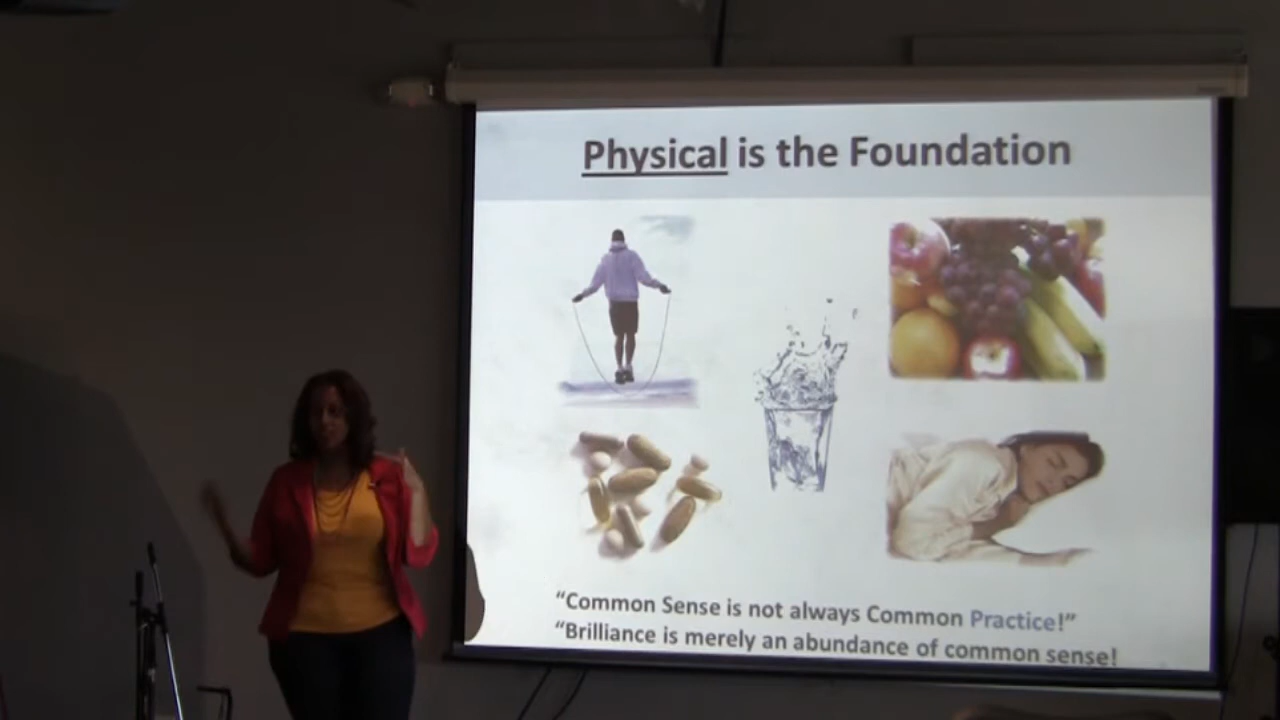 Physical is the Foundation
“Common Sense is not always Common Practice!”
“Brilliance is merely an abundance of common sense!